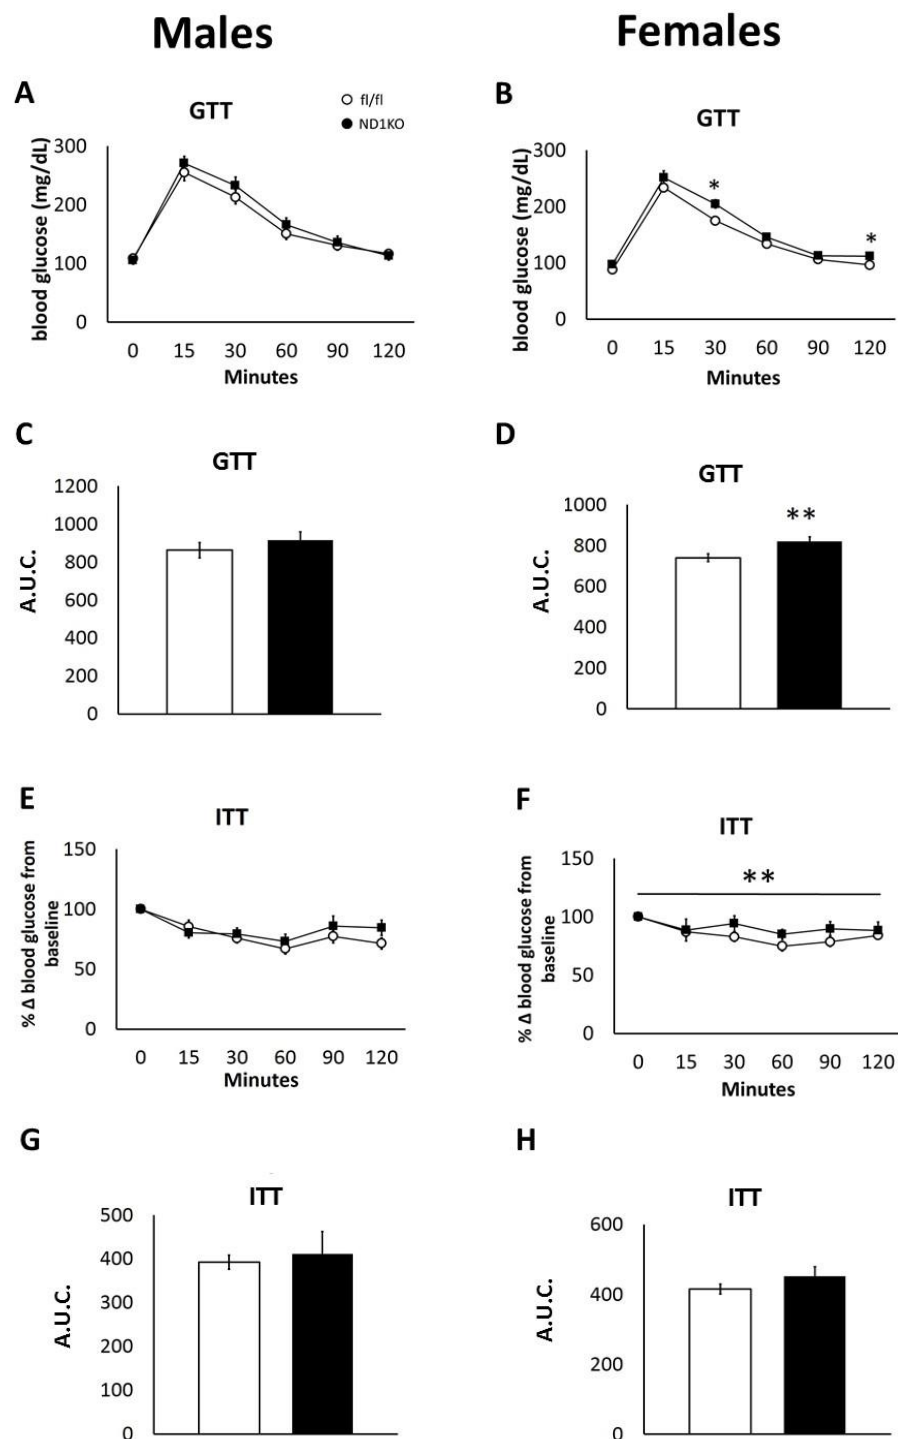 Males
Females
A
GTT
fl/fl
ND1KO
blood glucose (mg/dL)
300
200
100
0
0 15 30 60 90 120
Minutes
B
GTT
blood glucose (mg/dL)
300
200
100
0
*
*
0 15 30 60 90 120
Minutes
C
GTT
A.U.C.
1200
1000
800
600
400
200
0
D
GTT
A.U.C.
1000
800
600
400
200
0
**
E
ITT
% Δ blood glucose from
baseline
150
100
50
0
0 15 30 60 90 120
Minutes
F
ITT
% Δ blood glucose from
baseline
150
100
50
0
**
0 15 30 60 90 120
Minutes
G
ITT
A.U.C.
500
400
300
200
100
0
H
ITT
A.U.C.
600
400
200
0